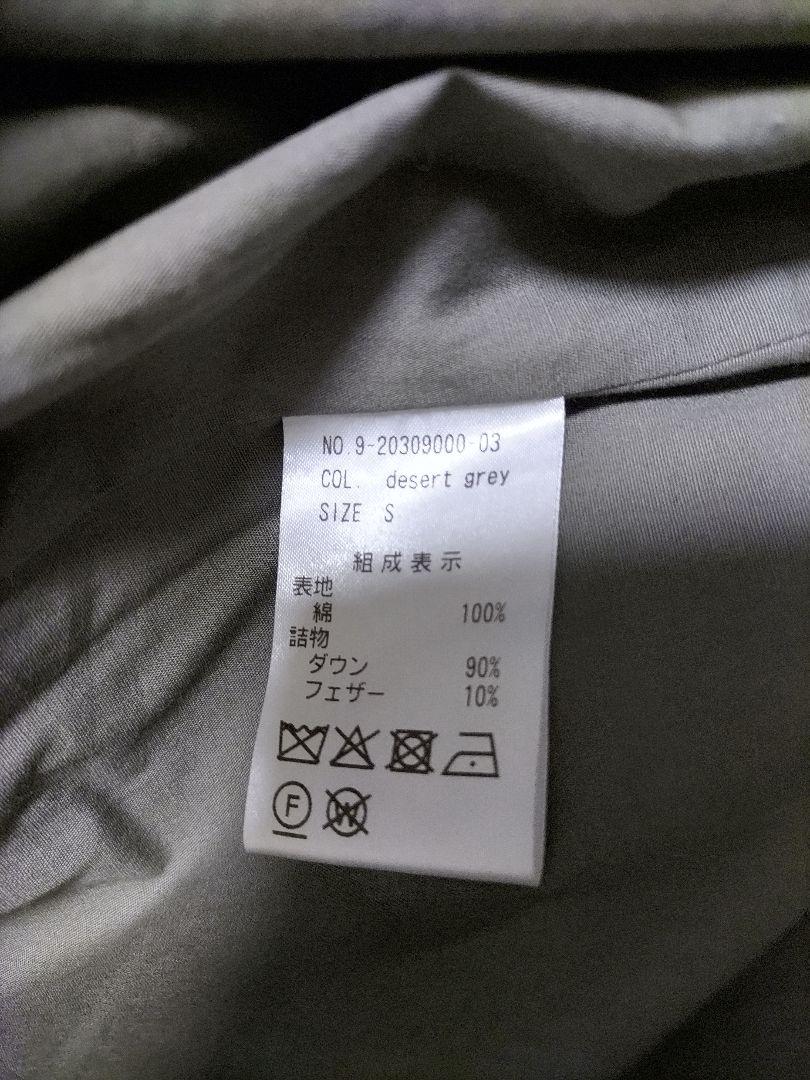 NO.9-20309000-03
COL. desert grey
SIZE S
組成表示
表地
綿 100%
詰物
ダウン 90%
フェザー 10%
F W